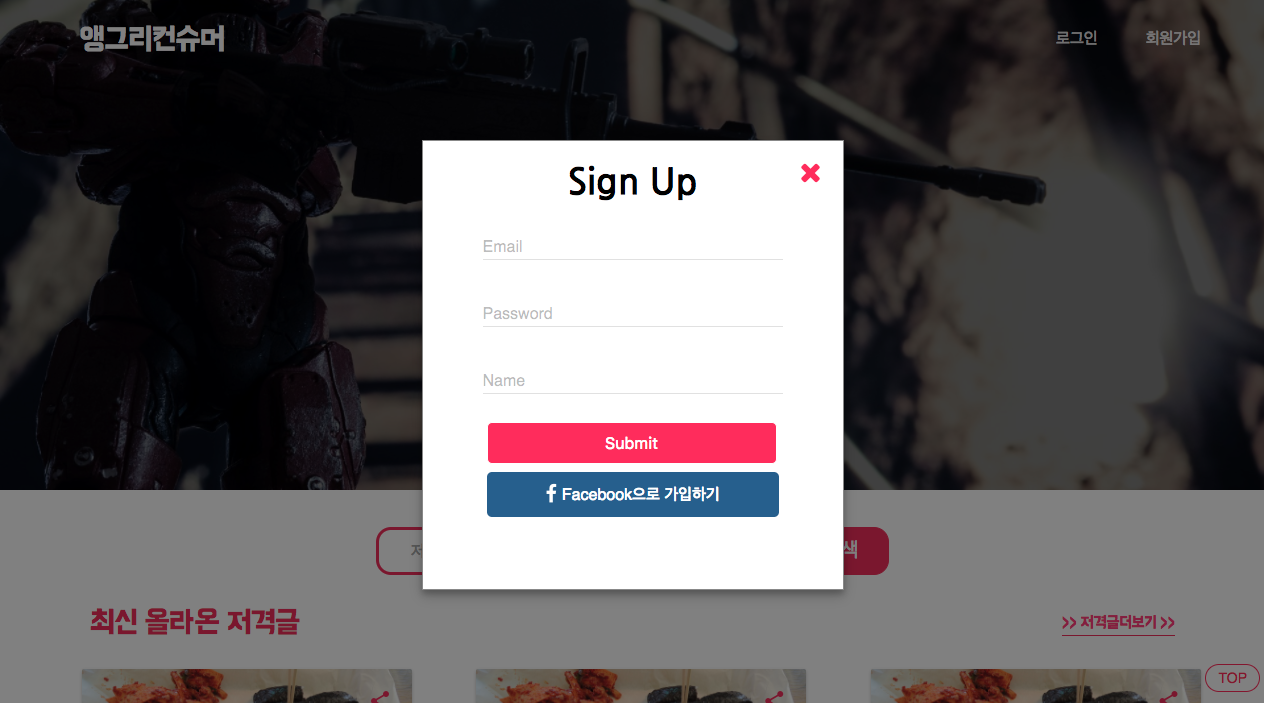 앵그리컨슈머
로그인
회원가입
Sign Up
Email
Password
Name
Submit
Facebook으로 가입하기
저
색
최신 올라온 저격글
>> 저격글더보기 >>
TOP